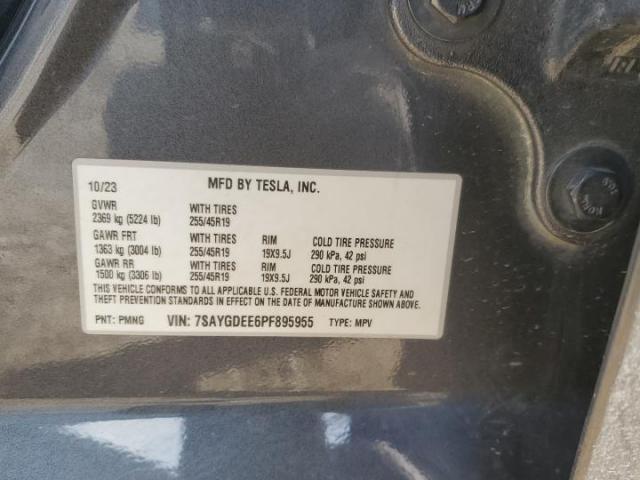 10/23 MFD BY TESLA, INC.
GVWR WITH TIRES
2369 kg (5224 lb) 255/45R19
GAWR FRT WITH TIRES RIM COLD TIRE PRESSURE
1363 kg (3004 lb) 255/45R19 19X9.5J 290 kPa, 42 psi
GAWR RR WITH TIRES RIM COLD TIRE PRESSURE
1500 kg (3306 lb) 255/45R19 19X9.5J 290 kPa, 42 psi
THIS VEHICLE CONFORMS TO ALL APPLICABLE U.S. FEDERAL MOTOR VEHICLE SAFETY AND
THEFT PREVENTION STANDARDS IN EFFECT ON THE DATE OF MANUFACTURE SHOWN ABOVE.
PNT: PMNG VIN: 7SAYGDEE6PF895955 TYPE: MPV